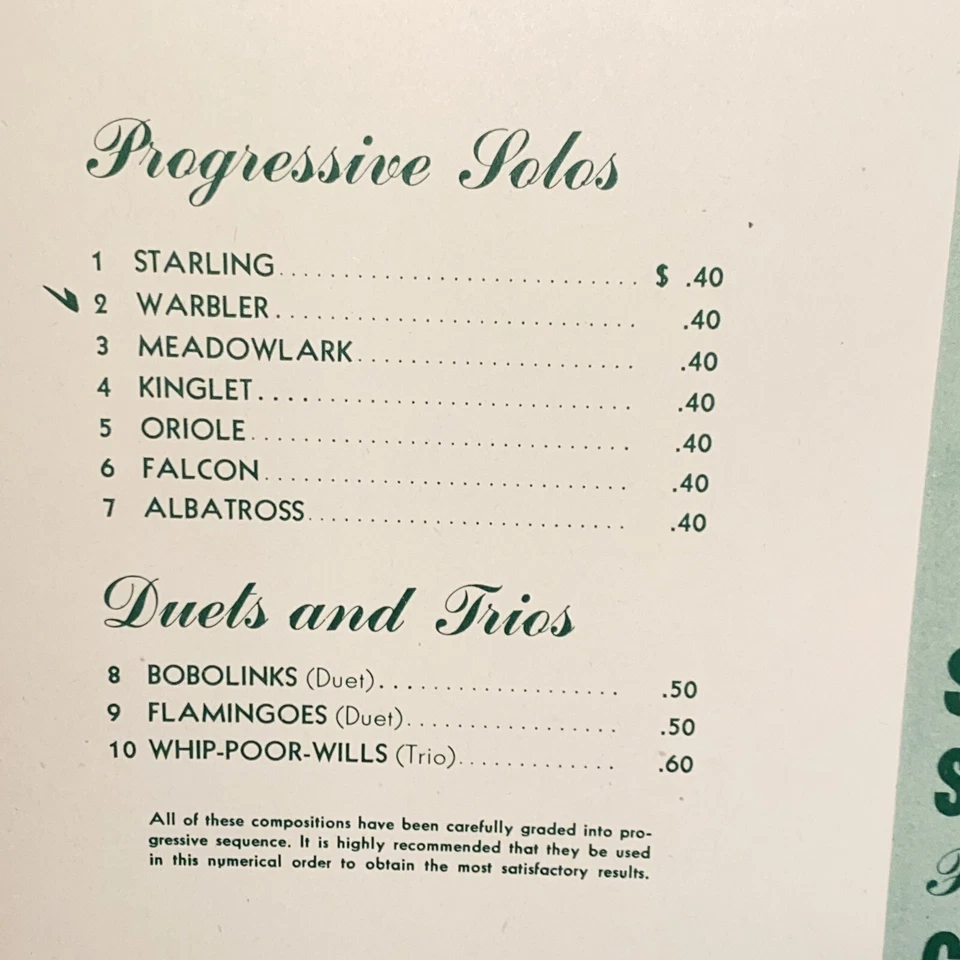 Progressive Solos
1 STARLING.............................. $ .40
2 WARBLER.............................. .40
3 MEADOWLARK....................... .40
4 KINGLET.............................. .40
5 ORIOLE.............................. .40
6 FALCON.............................. .40
7 ALBATROSS.......................... .40
Duets and Trios
8 BOBOLINKS (Duet).................. .50
9 FLAMINGOES (Duet)................ .50
10 WHIP-POOR-WILLS (Trio)............ .60
All of these compositions have been carefully graded into pro-
gressive sequence. It is highly recommended that they be used
in this numerical order to obtain the most satisfactory results.